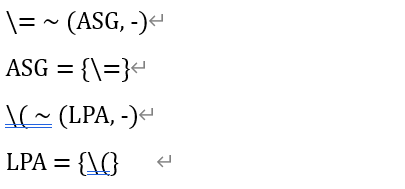 \= ~ (ASG, -)
ASG = {\=}
\( ~ (LPA, -)
LPA = {\(}